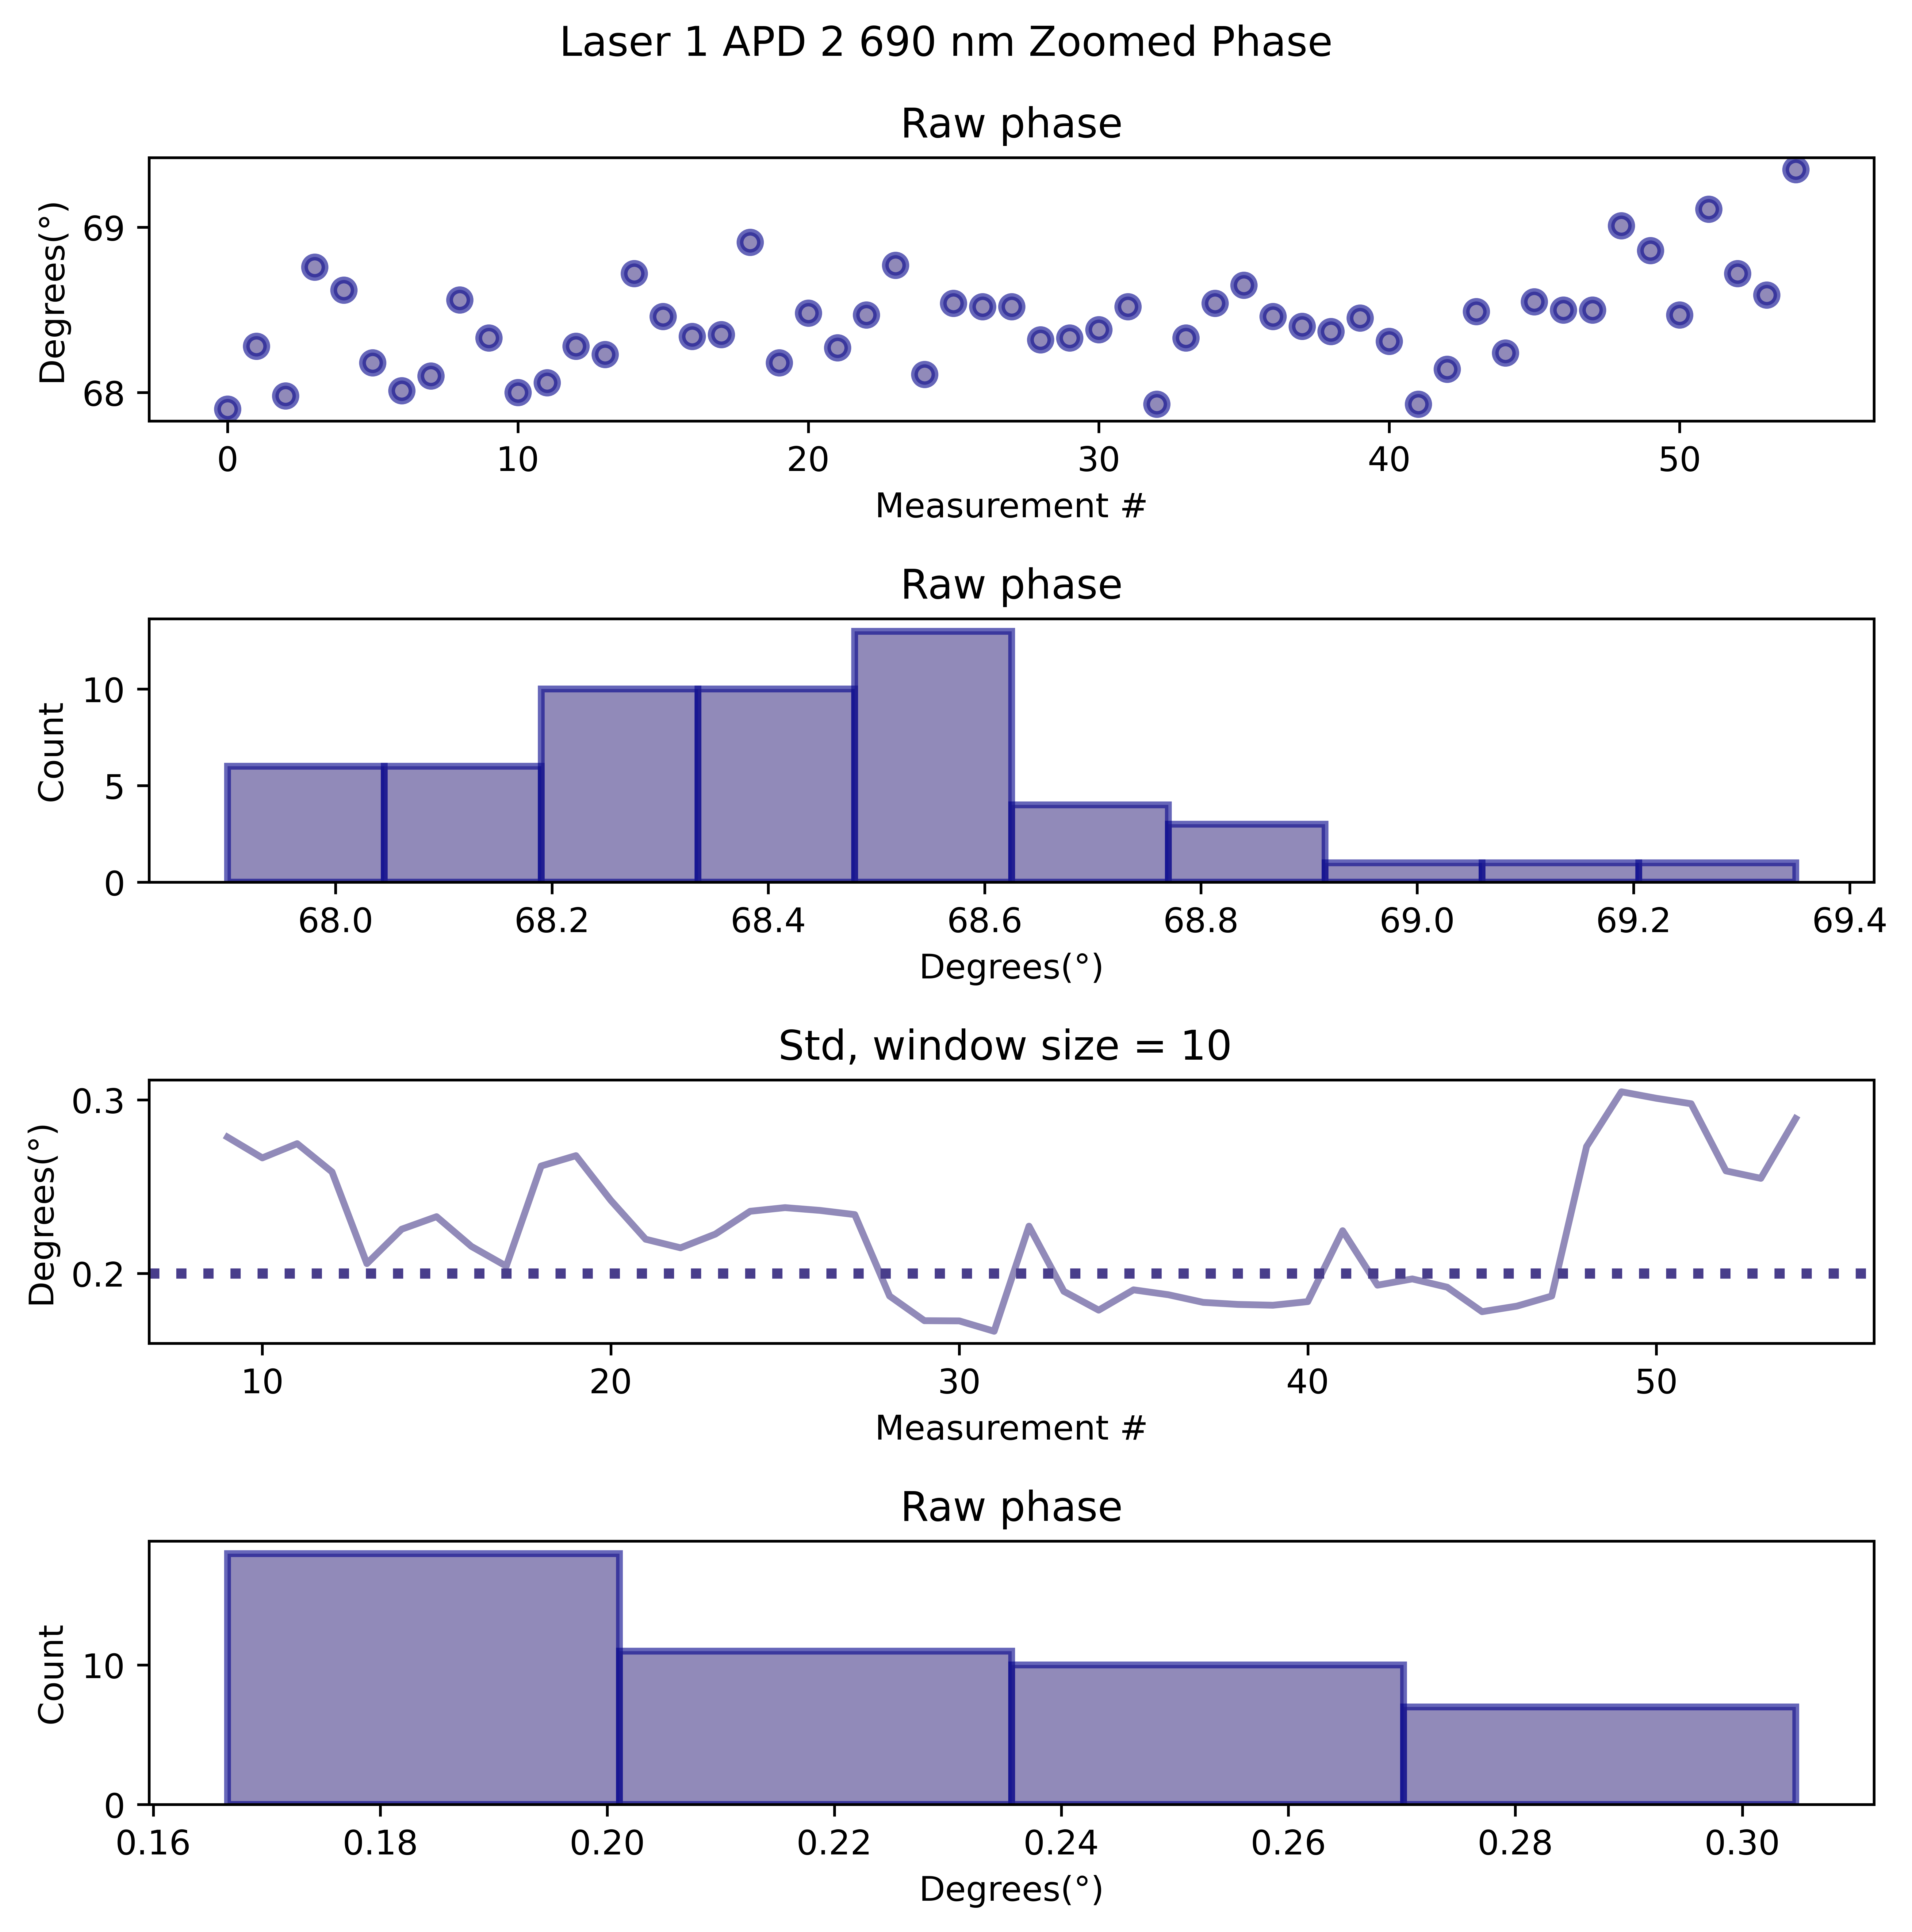 Laser 1 APD 2 690 nm Zoomed Phase
Raw phase
Degrees(°)
69
68
0 10 20 30 40 50
Measurement #
Raw phase
Count
10
5
0
68.0 68.2 68.4 68.6 68.8 69.0 69.2 69.4
Degrees(°)
Std, window size = 10
Degrees(°)
0.3
0.2
10 20 30 40 50
Measurement #
Raw phase
Count
10
0
0.16 0.18 0.20 0.22 0.24 0.26 0.28 0.30
Degrees(°)